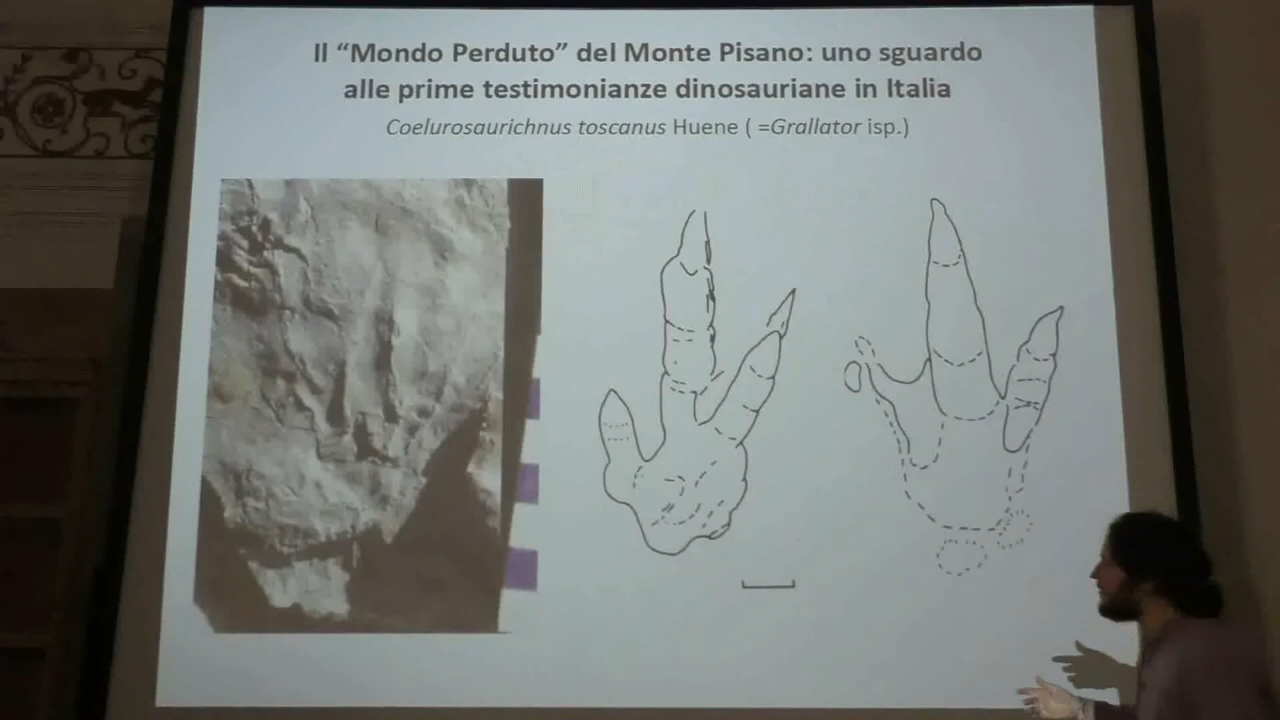 Il “Mondo Perduto” del Monte Pisano: uno sguardo
alle prime testimonianze dinosauriane in Italia
Coelurosaurichnus toscanus Huene ( =Grallator isp.)